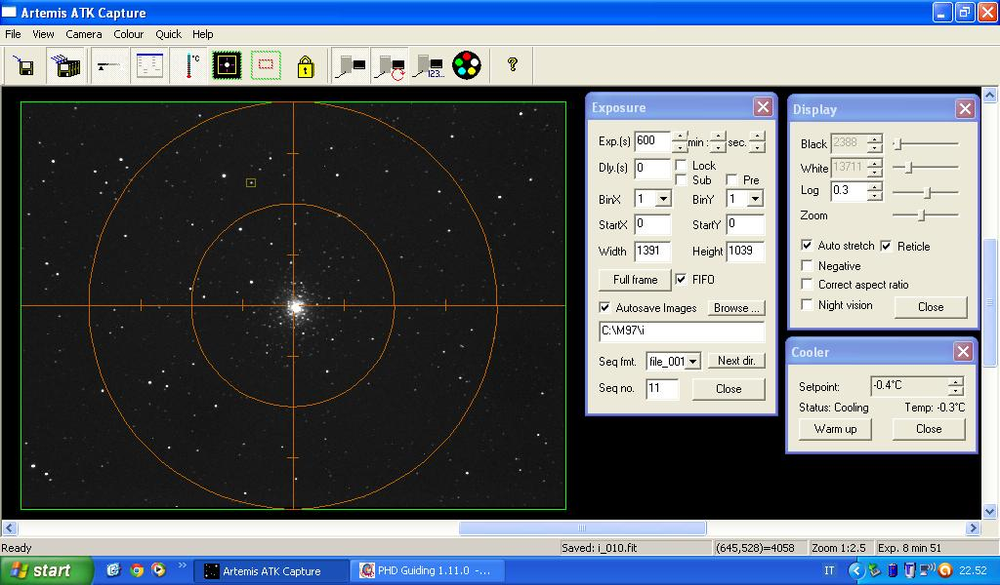 Artemis ATK Capture
File View Camera Colour Quick Help
°C
123...
?
Exposure
Exp.(s) 600 min : sec.
Dly.(s) 0 Lock
Sub Pre
BinX 1 BinY 1
StartX 0 StartY 0
Width 1391 Height 1039
Full frame FIFO
Autosave Images Browse ...
C:\M97\i
Seq fmt. file_001 Next dir.
Seq no. 11 Close
Display
Black 2388
White 13711
Log 0.3
Zoom
Auto stretch Reticle
Negative
Correct aspect ratio
Night vision Close
Cooler
Setpoint: -0.4°C
Status: Cooling Temp: -0.3°C
Warm up Close
Ready Saved: i_010.fit (645,528)=4058 Zoom 1:2.5 Exp. 8 min 51
start Artemis ATK Capture PHD Guiding 1.11.0 -... IT 22.52